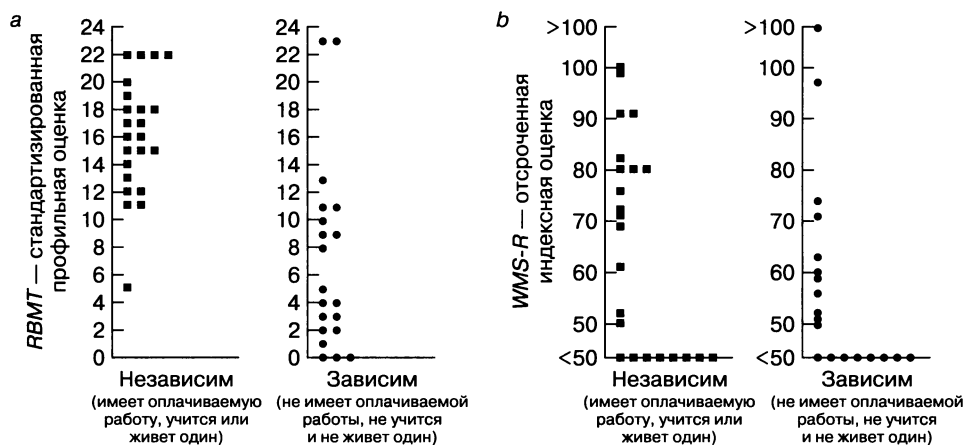 a
RBMT — стандартизированная
профильная оценка
24
22
20
18
16
14
12
10
8
6
4
2
0
Независим
(имеет оплачиваемую
работу, учится или
живет один)
24
22
20
18
16
14
12
10
8
6
4
2
0
Зависим
(не имеет оплачиваемой
работы, не учится
и не живет один)
b
WMS-R — отсроченная
индексная оценка
>100
100
90
80
70
60
50
<50
Независим
(имеет оплачиваемую
работу, учится или
живет один)
>100
100
90
80
70
60
50
<50
Зависим
(не имеет оплачиваемой
работы, не учится
и не живет один)